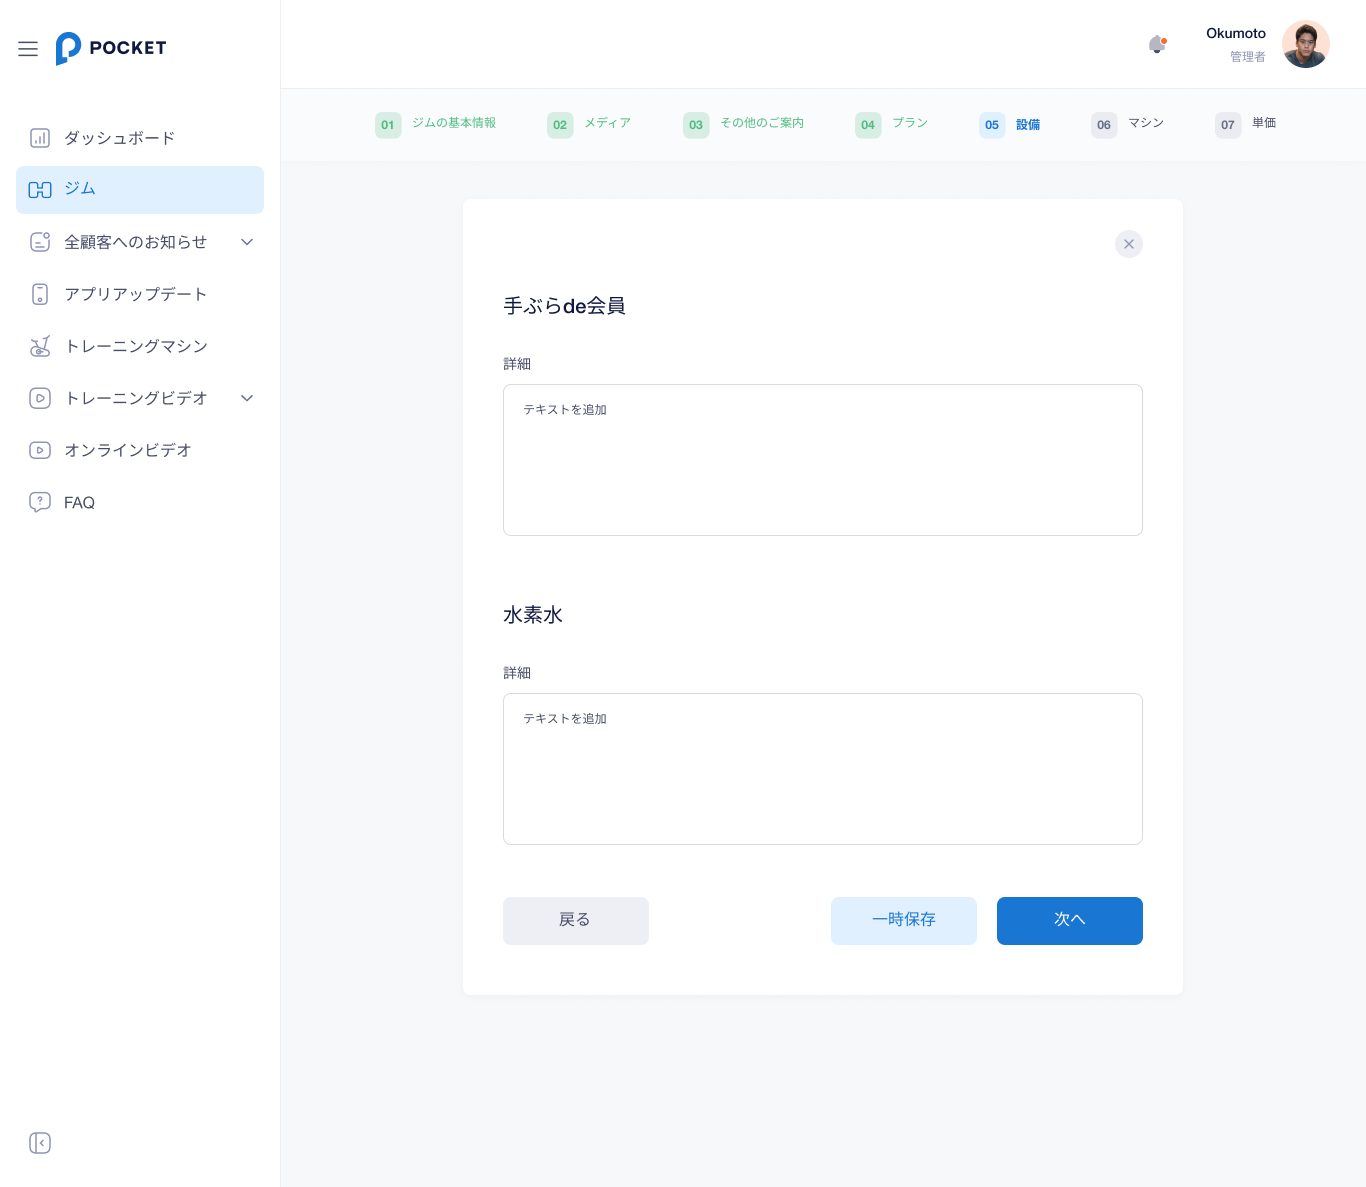 POCKET
Okumoto
管理者
ダッシュボード
ジム
全顧客へのお知らせ
アプリアップデート
トレーニングマシン
トレーニングビデオ
オンラインビデオ
FAQ
01 ジムの基本情報 02 メディア 03 その他のご案内 04 プラン 05 設備 06 マシン 07 単価
手ぶらde会員
詳細
テキストを追加
水素水
詳細
テキストを追加
戻る 一時保存 次へ